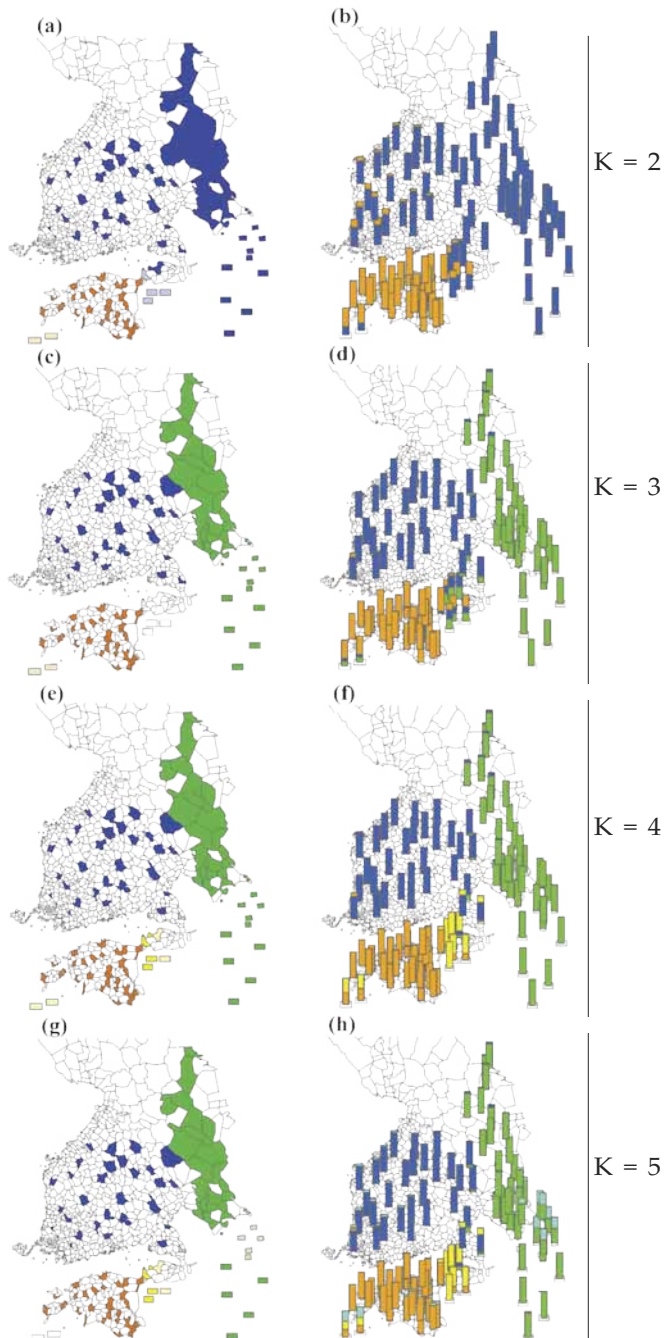 (a)
(b)
K = 2
(c)
(d)
K = 3
(e)
(f)
K = 4
(g)
(h)
K = 5